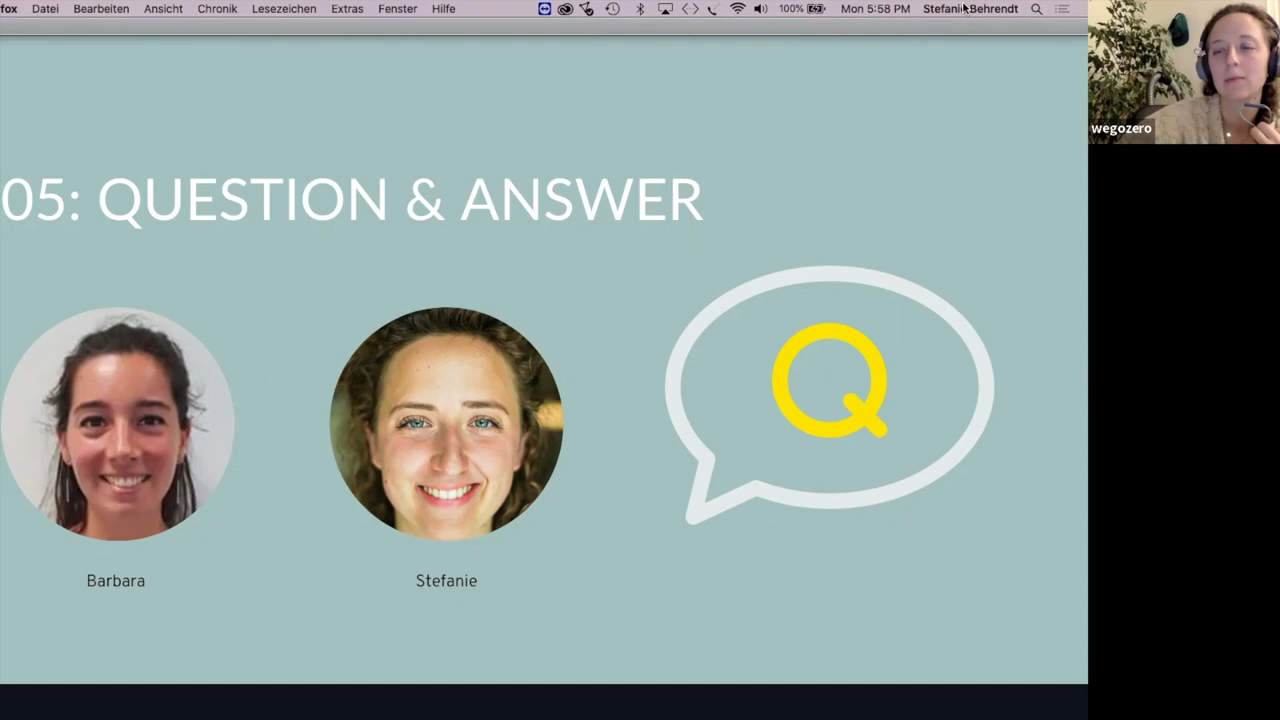 fox Datei Bearbeiten Ansicht Chronik Lesezeichen Extras Fenster Hilfe 100% Mon 5:58 PM Stefanie Behrendt
wegozero
05: QUESTION & ANSWER
Q
Barbara Stefanie